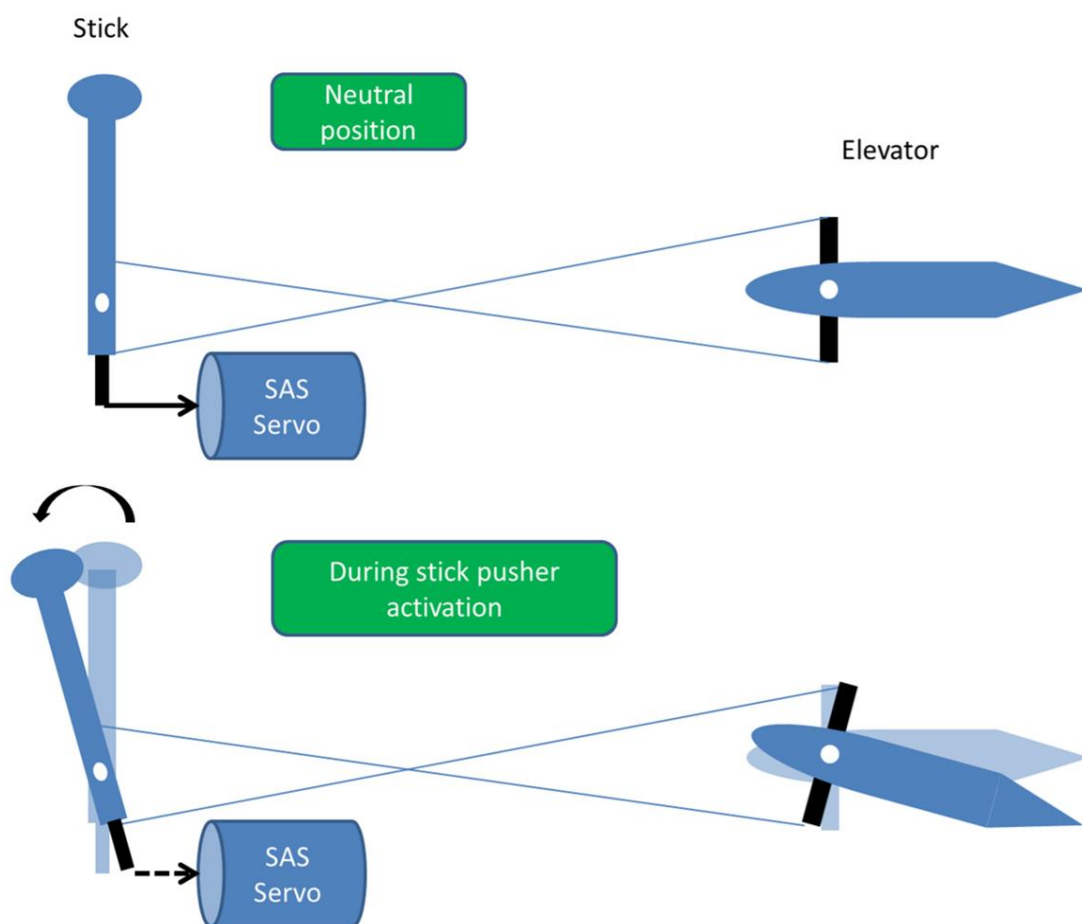 Stick
Neutral
position
Elevator
SAS
Servo
During stick pusher
activation
SAS
Servo